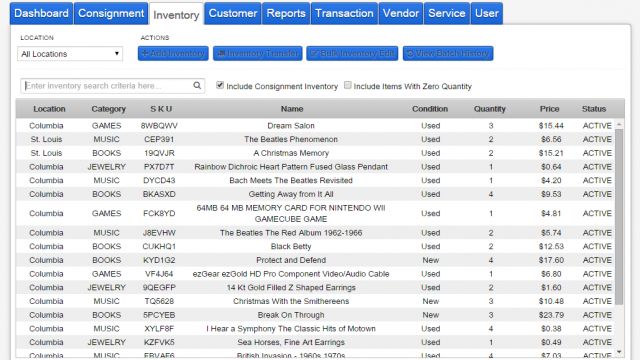 Dashboard Consignment Inventory Customer Reports Transaction Vendor Service User
LOCATION ACTIONS
All Locations + Add Inventory Inventory Transfer Bulk Inventory Edit View Batch History
Enter inventory search criteria here... Include Consignment Inventory Include Items With Zero Quantity
Location Category S K U Name Condition Quantity Price Status
Columbia GAMES 8WBQWV Dream Salon Used 3 $15.44 ACTIVE
St. Louis MUSIC CEP391 The Beatles Phenomenon Used 2 $6.56 ACTIVE
St. Louis BOOKS 19QVJR A Christmas Memory Used 2 $15.21 ACTIVE
Columbia JEWELRY PX7D7T Rainbow Dichroic Heart Pattern Fused Glass Pendant Used 1 $0.64 ACTIVE
Columbia MUSIC DYCD43 Bach Meets The Beatles Revisited Used 1 $4.20 ACTIVE
Columbia BOOKS BKASXD Getting Away from It All Used 4 $9.53 ACTIVE
Columbia GAMES FCK8YD 64MB 64 MB MEMORY CARD FOR NINTENDO WII GAMECUBE GAME Used 1 $4.81 ACTIVE
Columbia MUSIC J8EVHW The Beatles The Red Album 1962-1966 Used 2 $5.74 ACTIVE
Columbia BOOKS CUKHQ1 Black Betty Used 2 $12.53 ACTIVE
Columbia BOOKS KYD1G2 Protect and Defend New 4 $17.60 ACTIVE
Columbia GAMES VF4J64 ezGear ezGold HD Pro Component Video/Audio Cable Used 1 $6.80 ACTIVE
Columbia JEWELRY 9QEGFP 14 Kt Gold Filled Z Shaped Earrings Used 2 $1.60 ACTIVE
Columbia MUSIC TQ5628 Christmas With the Smithereens New 3 $10.48 ACTIVE
Columbia BOOKS 5PCYEB Break On Through New 3 $23.79 ACTIVE
Columbia MUSIC XYLF8F I Hear a Symphony The Classic Hits of Motown Used 4 $0.38 ACTIVE
Columbia JEWELRY KZFVK5 Sea Horses, Fine Art Earrings Used 1 $0.49 ACTIVE
Columbia MUSIC EBVAF6 British Invasion - 1960s 1970s Used 4 $7.03 ACTIVE